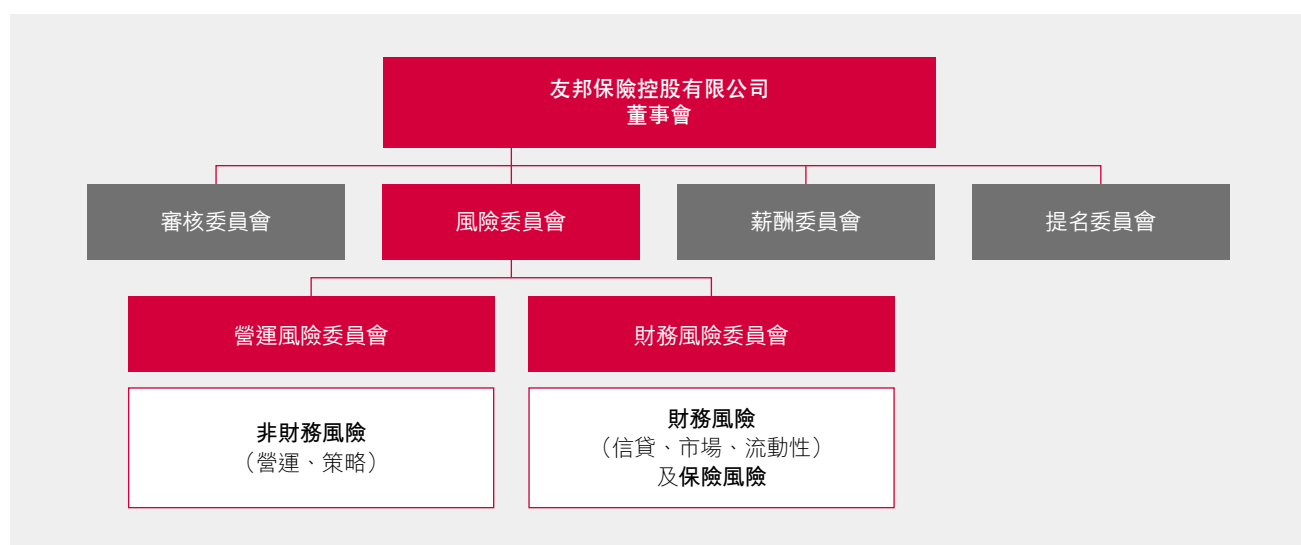 友邦保險控股有限公司
董事會
審核委員會
風險委員會
薪酬委員會
提名委員會
營運風險委員會
財務風險委員會
非財務風險
（營運、策略）
財務風險
（信貸、市場、流動性）
及保險風險